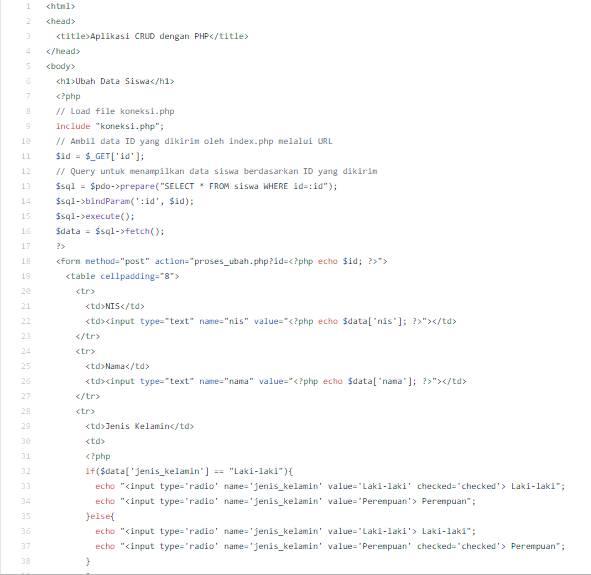 1 <html>
2 <head>
3 <title>Aplikasi CRUD dengan PHP</title>
4 </head>
5 <body>
6 <h1>Ubah Data Siswa</h1>
7 <?php
8 // Load file koneksi.php
9 include "koneksi.php";
10 // Ambil data ID yang dikirim oleh index.php melalui URL
11 $id = $_GET['id'];
12 // Query untuk menampilkan data siswa berdasarkan ID yang dikirim
13 $sql = $pdo->prepare("SELECT * FROM siswa WHERE id=:id");
14 $sql->bindParam(':id', $id);
15 $sql->execute();
16 $data = $sql->fetch();
17 ?>
18 <form method="post" action="proses_ubah.php?id=<?php echo $id; ?>">
19 <table cellpadding="8">
20 <tr>
21 <td>NIS</td>
22 <td><input type="text" name="nis" value="<?php echo $data['nis']; ?>"></td>
23 </tr>
24 <tr>
25 <td>Nama</td>
26 <td><input type="text" name="nama" value="<?php echo $data['nama']; ?>"></td>
27 </tr>
28 <tr>
29 <td>Jenis Kelamin</td>
30 <td>
31 <?php
32 if($data['jenis_kelamin'] == "Laki-laki"){
33 echo "<input type='radio' name='jenis_kelamin' value='Laki-laki' checked='checked'> Laki-laki";
34 echo "<input type='radio' name='jenis_kelamin' value='Perempuan'> Perempuan";
35 }else{
36 echo "<input type='radio' name='jenis_kelamin' value='Laki-laki'> Laki-laki";
37 echo "<input type='radio' name='jenis_kelamin' value='Perempuan' checked='checked'> Perempuan";
38 }